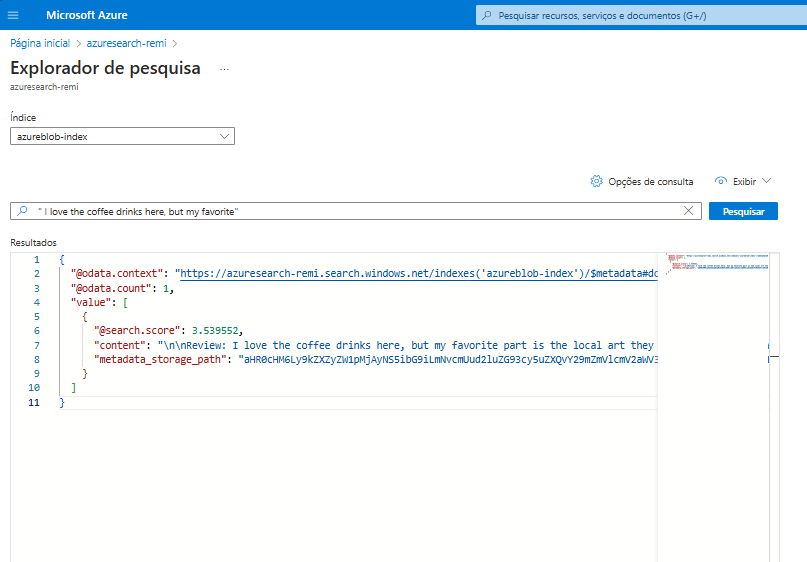 Microsoft Azure
Pesquisar recursos, serviços e documentos (G+/)
Página inicial > azuresearch-remi >
Explorador de pesquisa ...
azuresearch-remi
Índice
azureblob-index
Opções de consulta
Exibir
" I love the coffee drinks here, but my favorite"
Pesquisar
Resultados
1 {
2 "@odata.context": "https://azuresearch-remi.search.windows.net/indexes('azureblob-index')/$metadata#do
3 "@odata.count": 1,
4 "value": [
5 {
6 "@search.score": 3.539552,
7 "content": "\n\nReview: I love the coffee drinks here, but my favorite part is the local art they
8 "metadata_storage_path":
9 }
10 ]
11 }